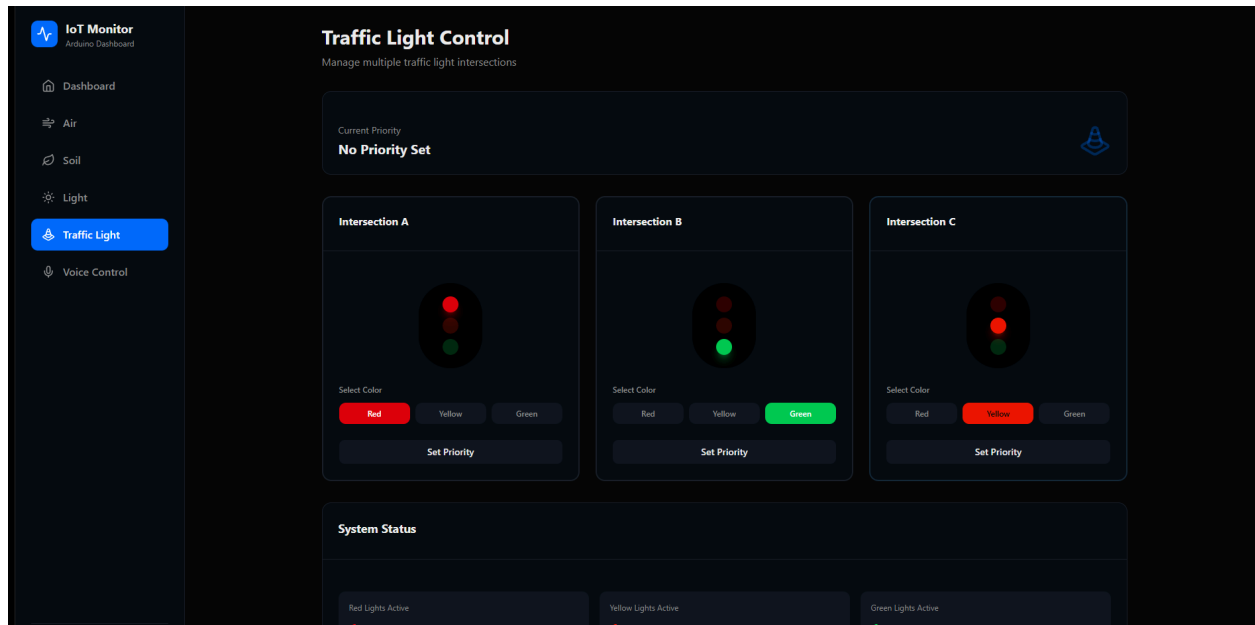 IoT Monitor
Arduino Dashboard
Dashboard
Air
Soil
Light
Traffic Light
Voice Control
Traffic Light Control
Manage multiple traffic light intersections
Current Priority
No Priority Set
Intersection A
Select Color
Red Yellow Green
Set Priority
Intersection B
Select Color
Red Yellow Green
Set Priority
Intersection C
Select Color
Red Yellow Green
Set Priority
System Status
Red Lights Active
Yellow Lights Active
Green Lights Active